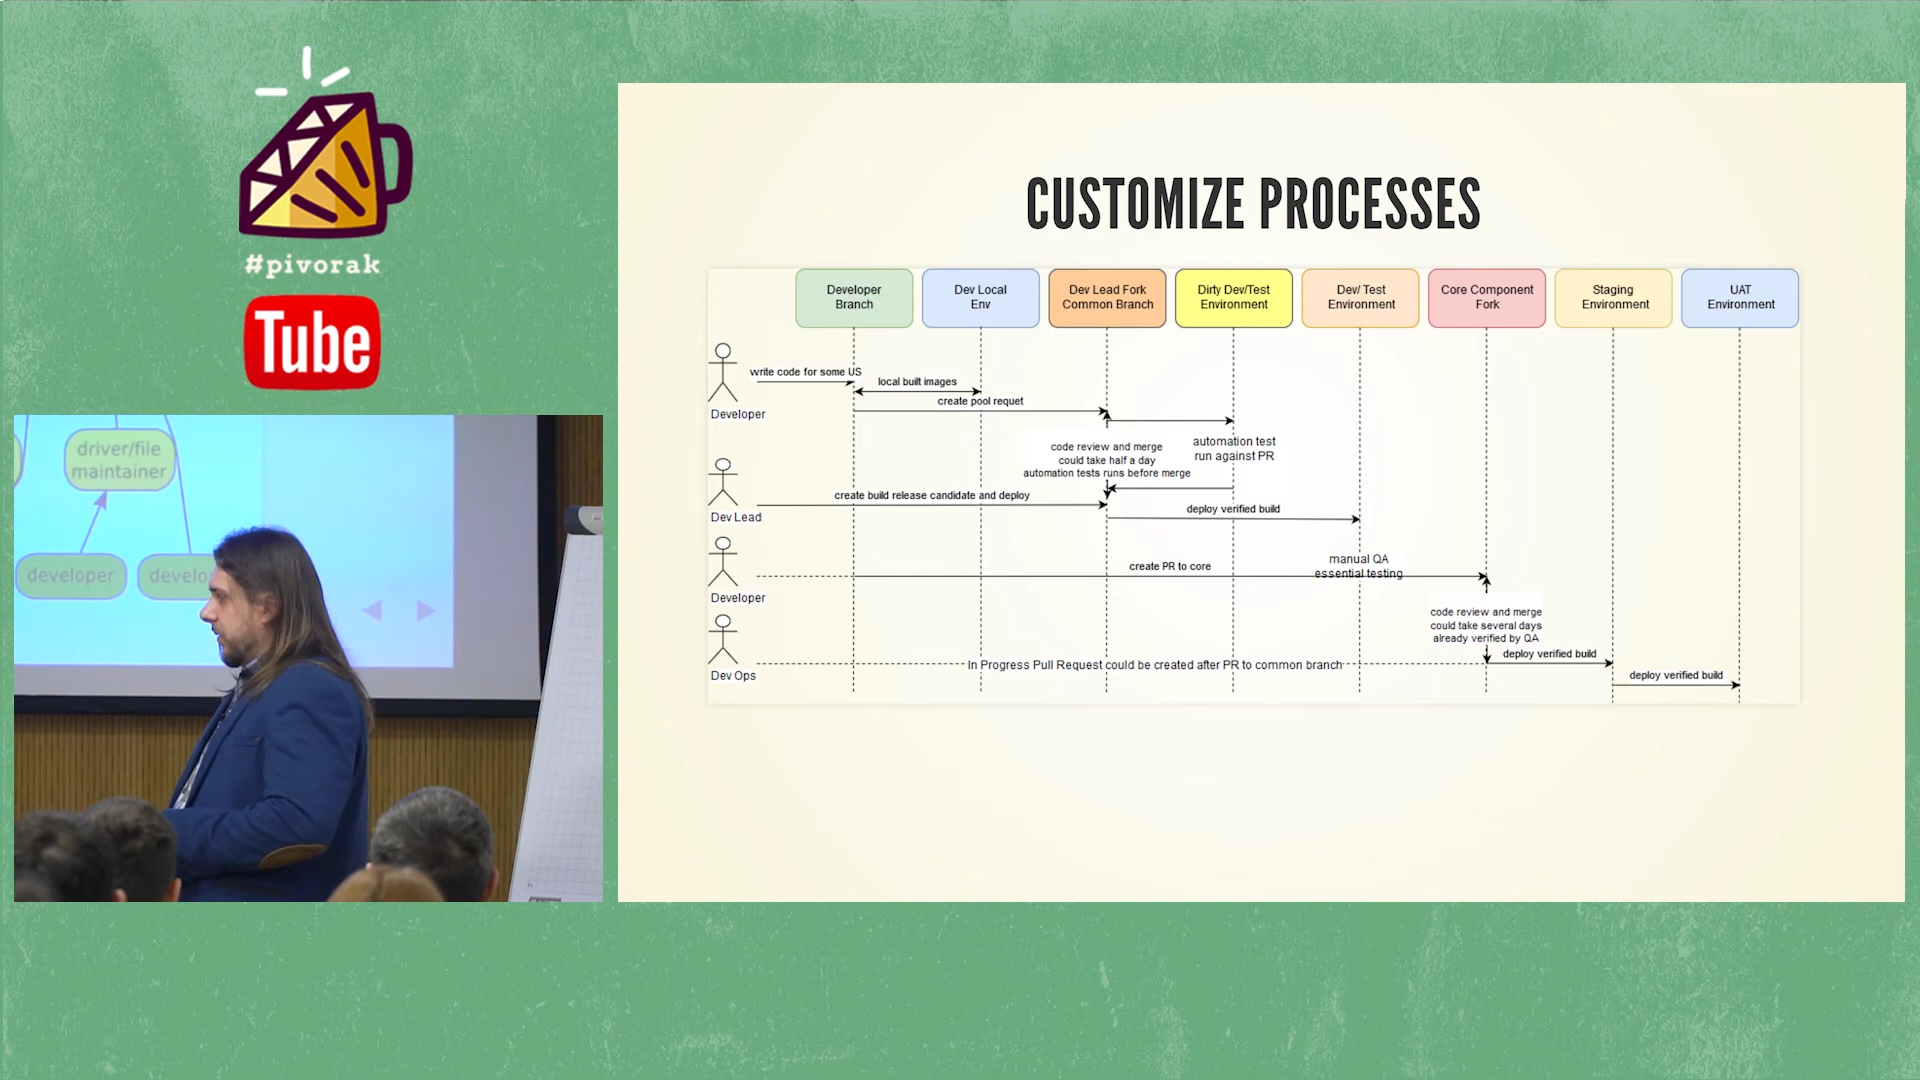 #pivorak
Tube
driver/file
maintainer
developer
CUSTOMIZE PROCESSES
Developer
Branch
Dev Local
Env
Dev Lead Fork
Common Branch
Dirty Dev/Test
Environment
Dev/ Test
Environment
Core Component
Fork
Staging
Environment
UAT
Environment
write code for some US
local built images
create pool requet
Developer
code review and merge
could take half a day
automation tests runs before merge
automation test
run against PR
create build release candidate and deploy
Dev Lead
deploy verified build
manual QA
essential testing
create PR to core
Developer
code review and merge
could take several days
already verified by QA
deploy verified build
In Progress Pull Request could be created after PR to common branch
Dev Ops
deploy verified build